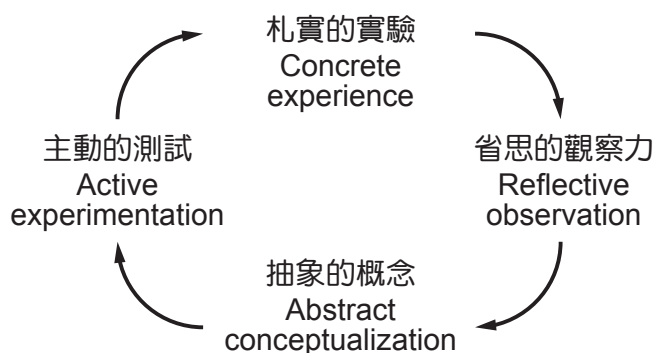 札實的實驗
Concrete
experience
省思的觀察力
Reflective
observation
抽象的概念
Abstract
conceptualization
主動的測試
Active
experimentation